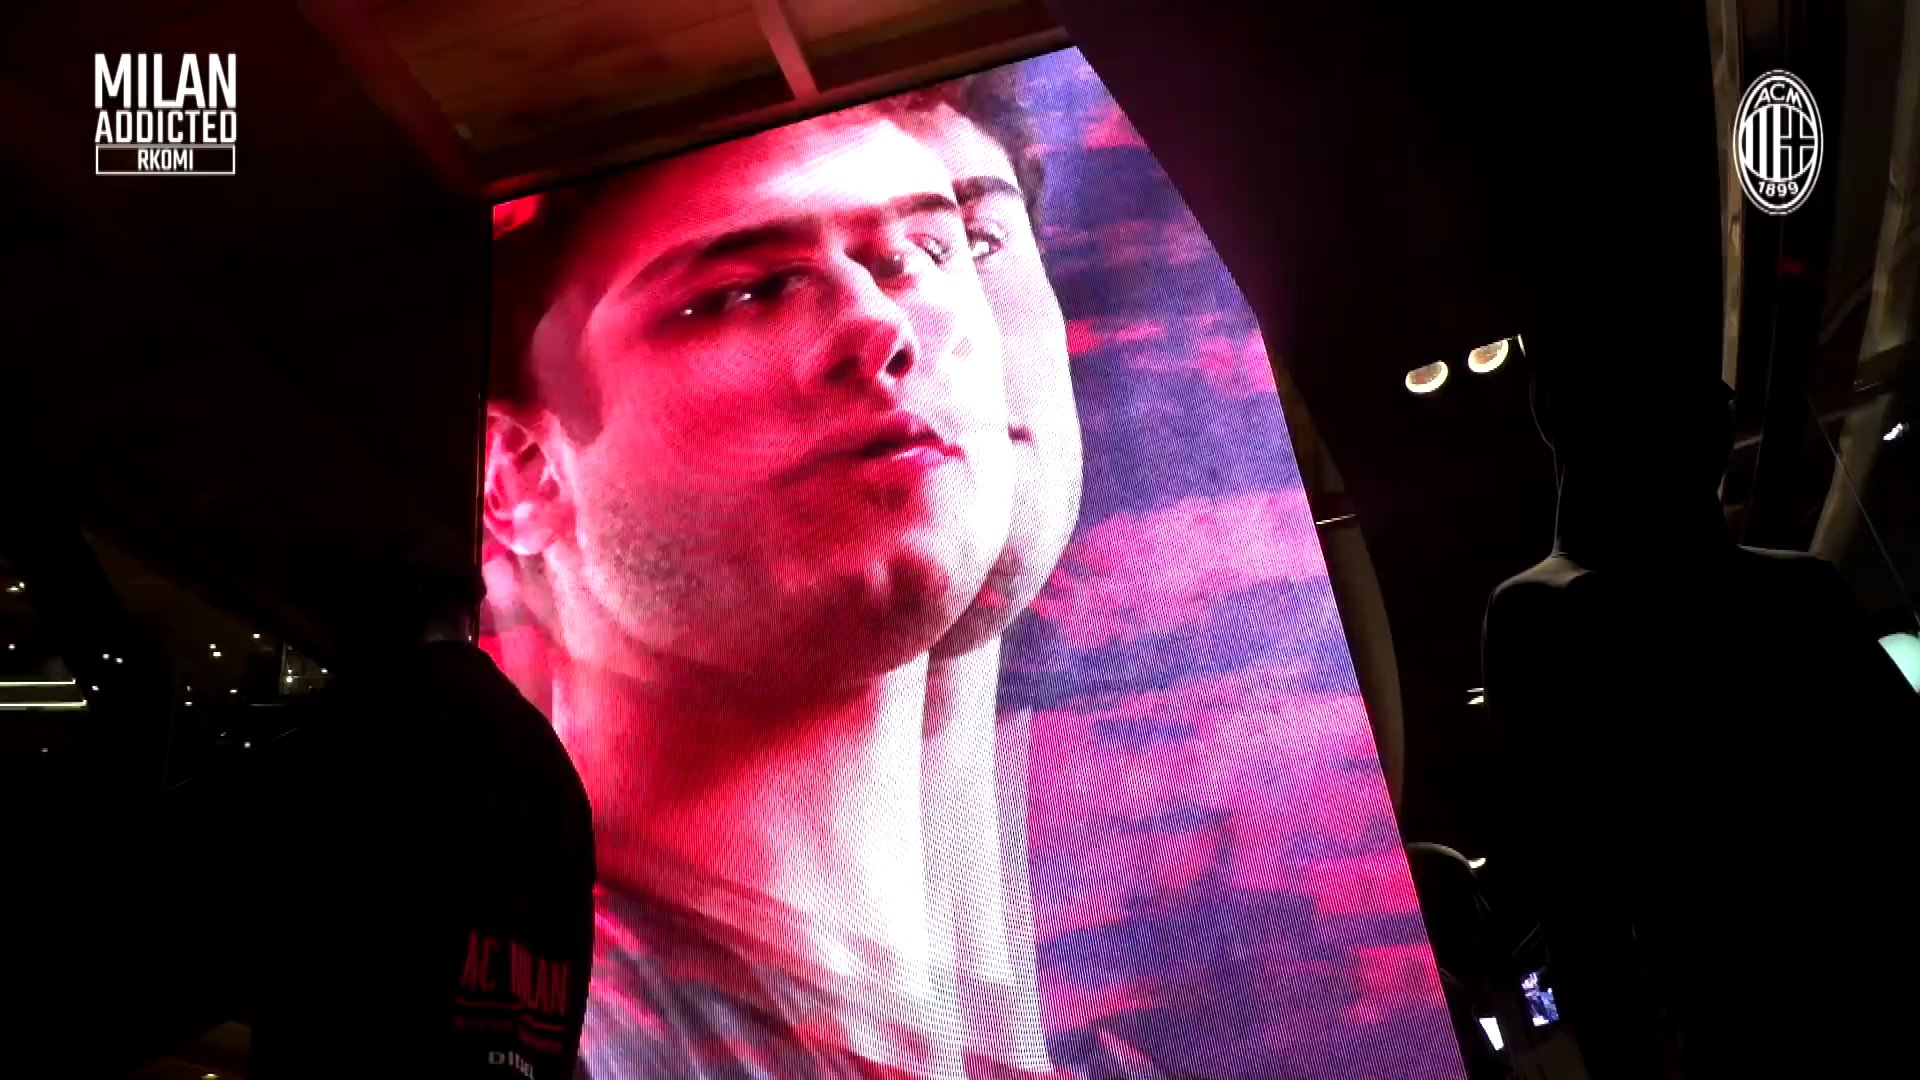 MILAN
ADDICTED
RKOMI
ACM
1899
AC MILAN